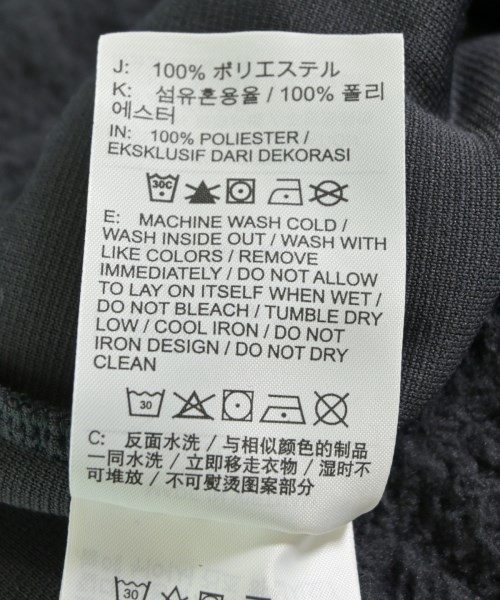 J: 100% ポリエステル
K: 섬유혼용율 / 100% 폴리
에스터
IN: 100% POLIESTER /
EKSKLUSIF DARI DEKORASI
30C
E: MACHINE WASH COLD /
WASH INSIDE OUT / WASH WITH
LIKE COLORS / REMOVE
IMMEDIATELY / DO NOT ALLOW
TO LAY ON ITSELF WHEN WET /
DO NOT BLEACH / TUMBLE DRY
LOW / COOL IRON / DO NOT
IRON DESIGN / DO NOT DRY
CLEAN
30
C: 反面水洗 / 与相似颜色的制品
一同水洗 / 立即移走衣物 / 湿时不
可堆放 / 不可熨烫图案部分
30